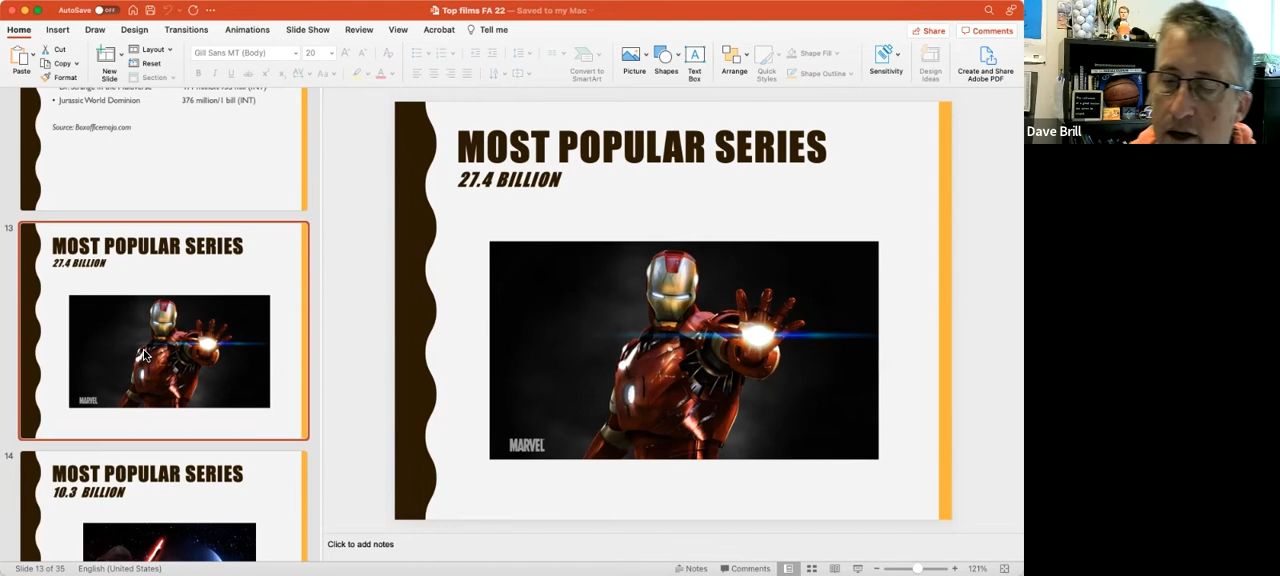 AutoSave OFF
Top films FA 22 — Saved to my Mac
Home Insert Draw Design Transitions Animations Slide Show Review View Acrobat Tell me
Share Comments
Paste
Cut
Copy
Format
New Slide
Layout
Reset
Section
Gill Sans MT (Body) 20
Convert to SmartArt
Picture
Shapes
Text Box
Arrange
Quick Styles
Shape Fill
Shape Outline
Sensitivity
Design Ideas
Create and Share Adobe PDF
• Jurassic World Dominion 376 million/1 bill (INT)
Source: Boxofficemojo.com
13
MOST POPULAR SERIES
27.4 BILLION
MARVEL
14
MOST POPULAR SERIES
10.3 BILLION
MOST POPULAR SERIES
27.4 BILLION
MARVEL
Click to add notes
Slide 13 of 35 English (United States)
Notes Comments 121%
Dave Brill